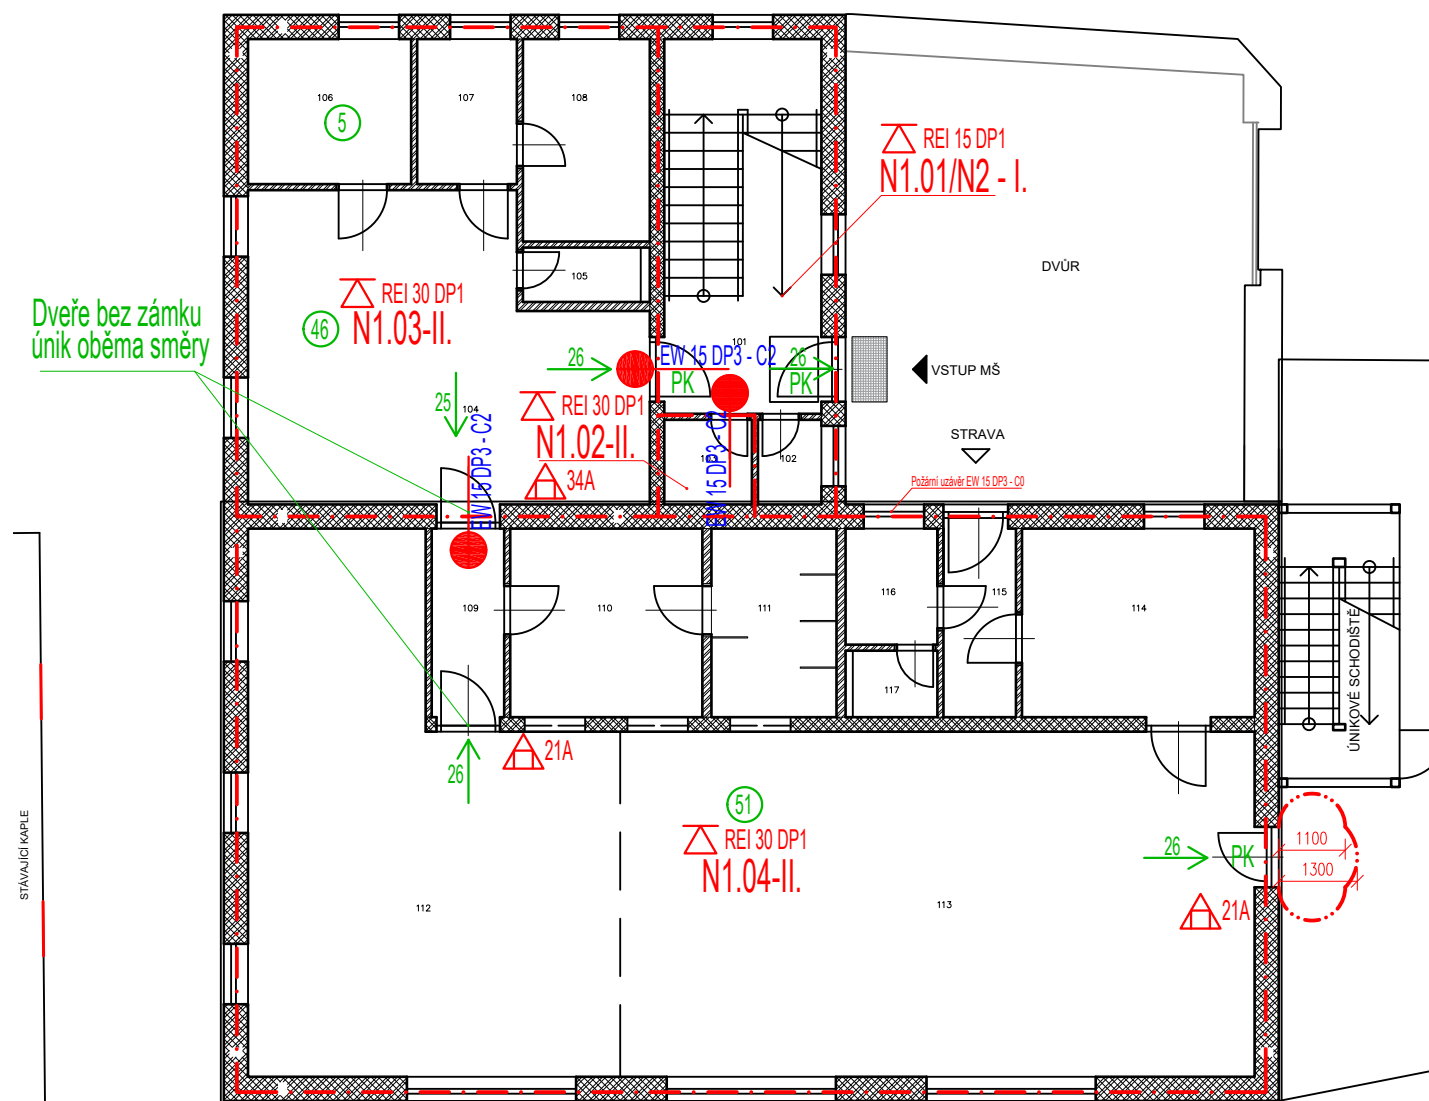 106
107
108
5
REI 15 DP1
N1.01/N2 - I.
DVŮR
105
REI 30 DP1
46
N1.03-II.
Dveře bez zámku
únik oběma směry
101
26
EW 15 DP3 - C2
PK
26
PK
VSTUP MŠ
25
104
REI 30 DP1
N1.02-II.
34A
EW 15 DP3 - C2
EW 15 DP3 - C2
103
102
STRAVA
Požární uzávěr EW 15 DP3 - C0
109
110
111
116
115
114
117
ÚNIKOVÉ SCHODIŠTĚ
26
21A
51
REI 30 DP1
N1.04-II.
STÁVAJÍCÍ KAPLE
112
113
26
PK
1100
1300
21A